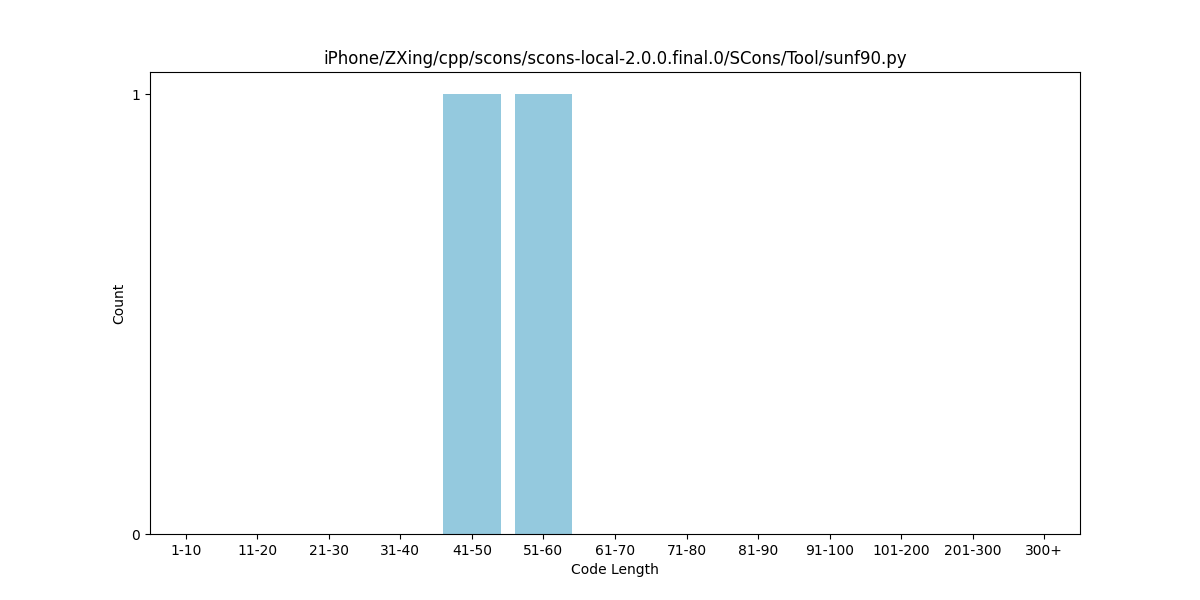 iPhone/ZXing/cpp/scons/scons-local-2.0.0.final.0/SCons/Tool/sunf90.py
1
Count
0
1-10 11-20 21-30 31-40 41-50 51-60 61-70 71-80 81-90 91-100 101-200 201-300 300+
Code Length